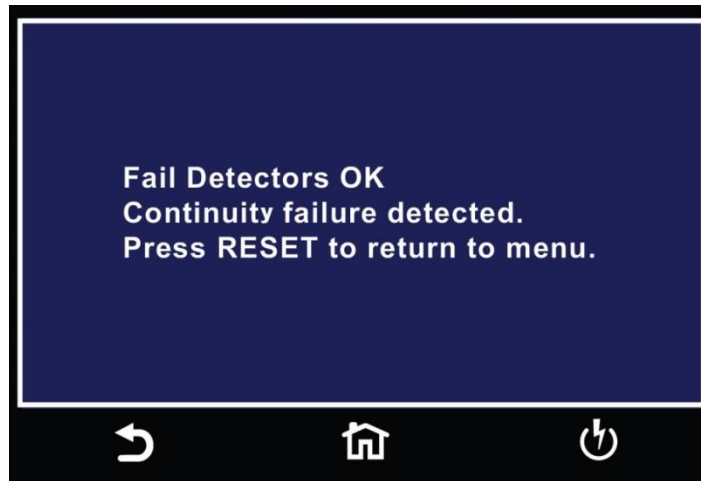 Fail Detectors OK
Continuity failure detected.
Press RESET to return to menu.